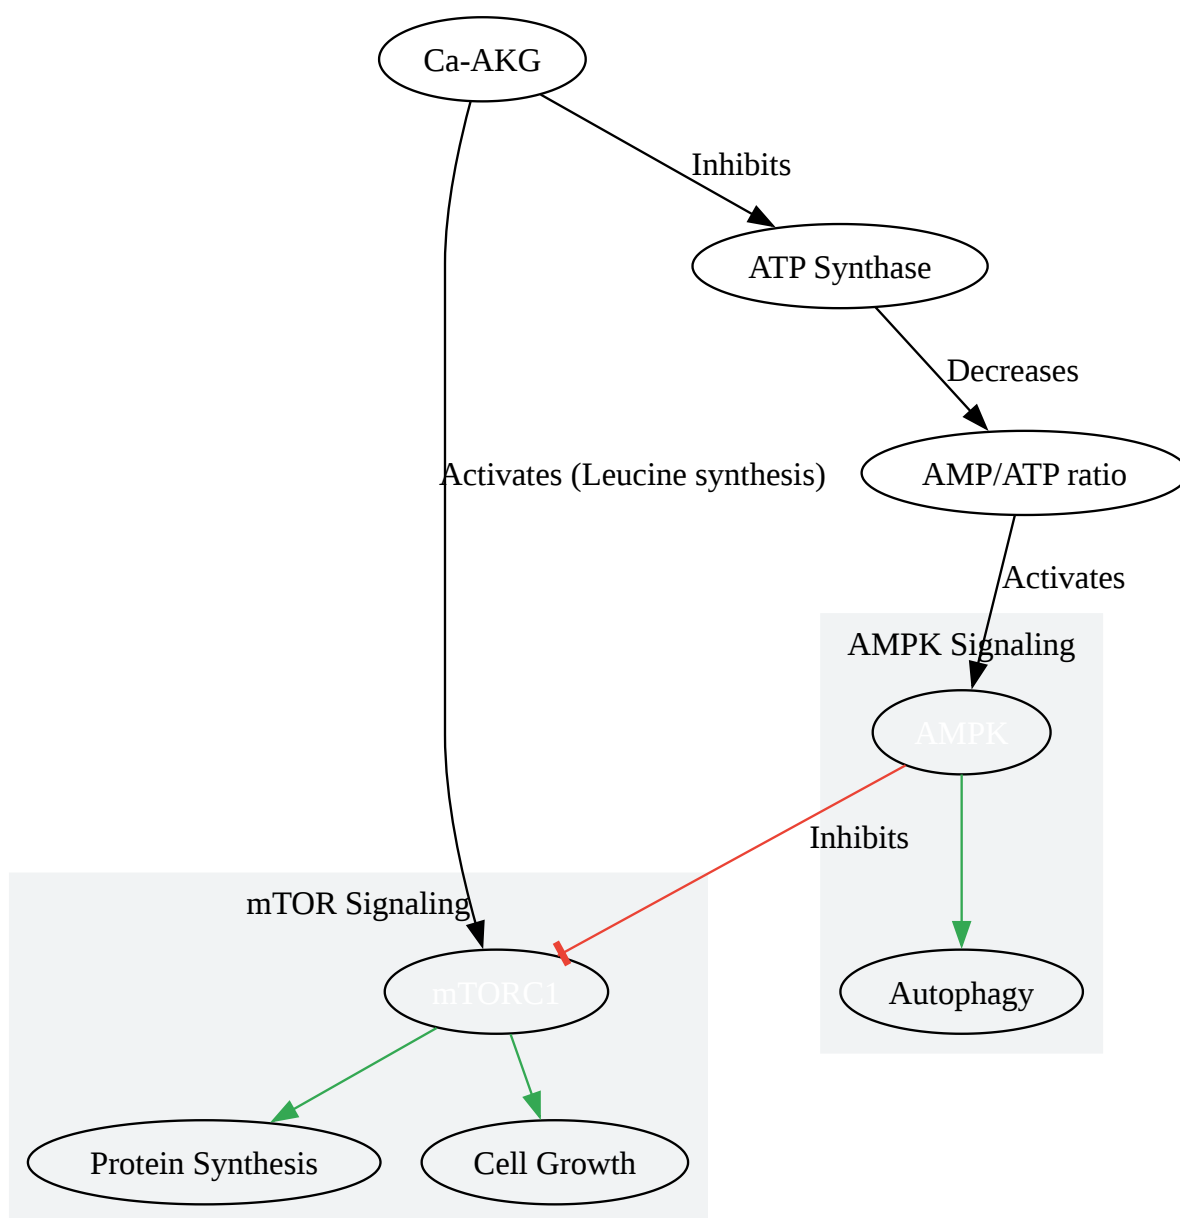 Ca-AKG
Inhibits
ATP Synthase
Decreases
AMP/ATP ratio
Activates (Leucine synthesis)
Activates
AMPK Signaling
AMPK
Inhibits
mTOR Signaling
mTORC1
Autophagy
Protein Synthesis
Cell Growth